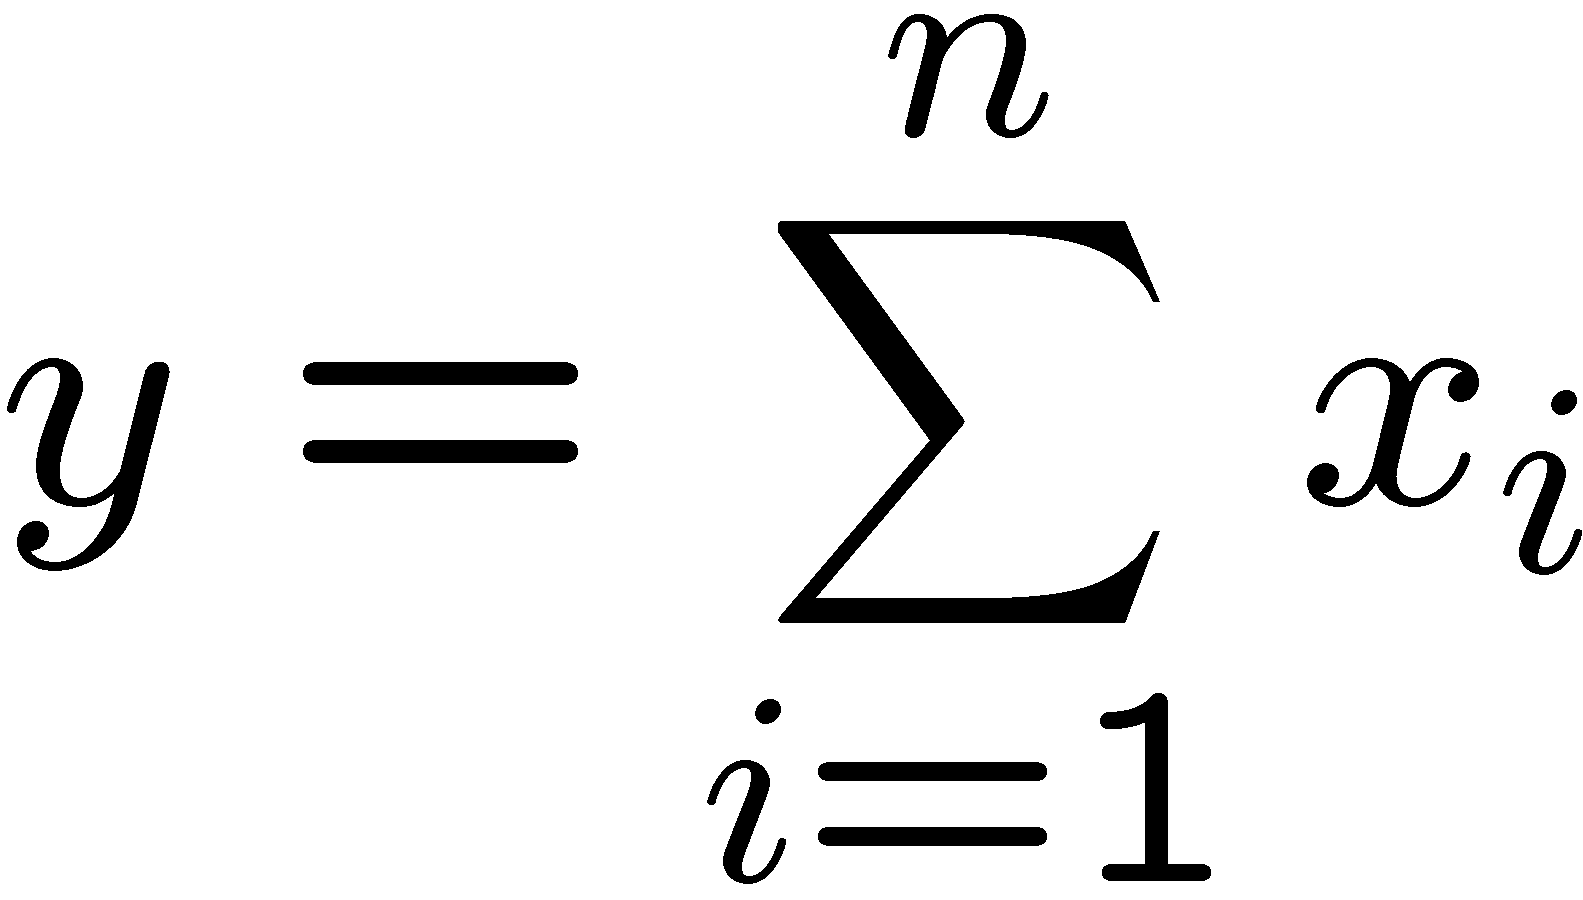 n
y = ∑ x_i
i=1